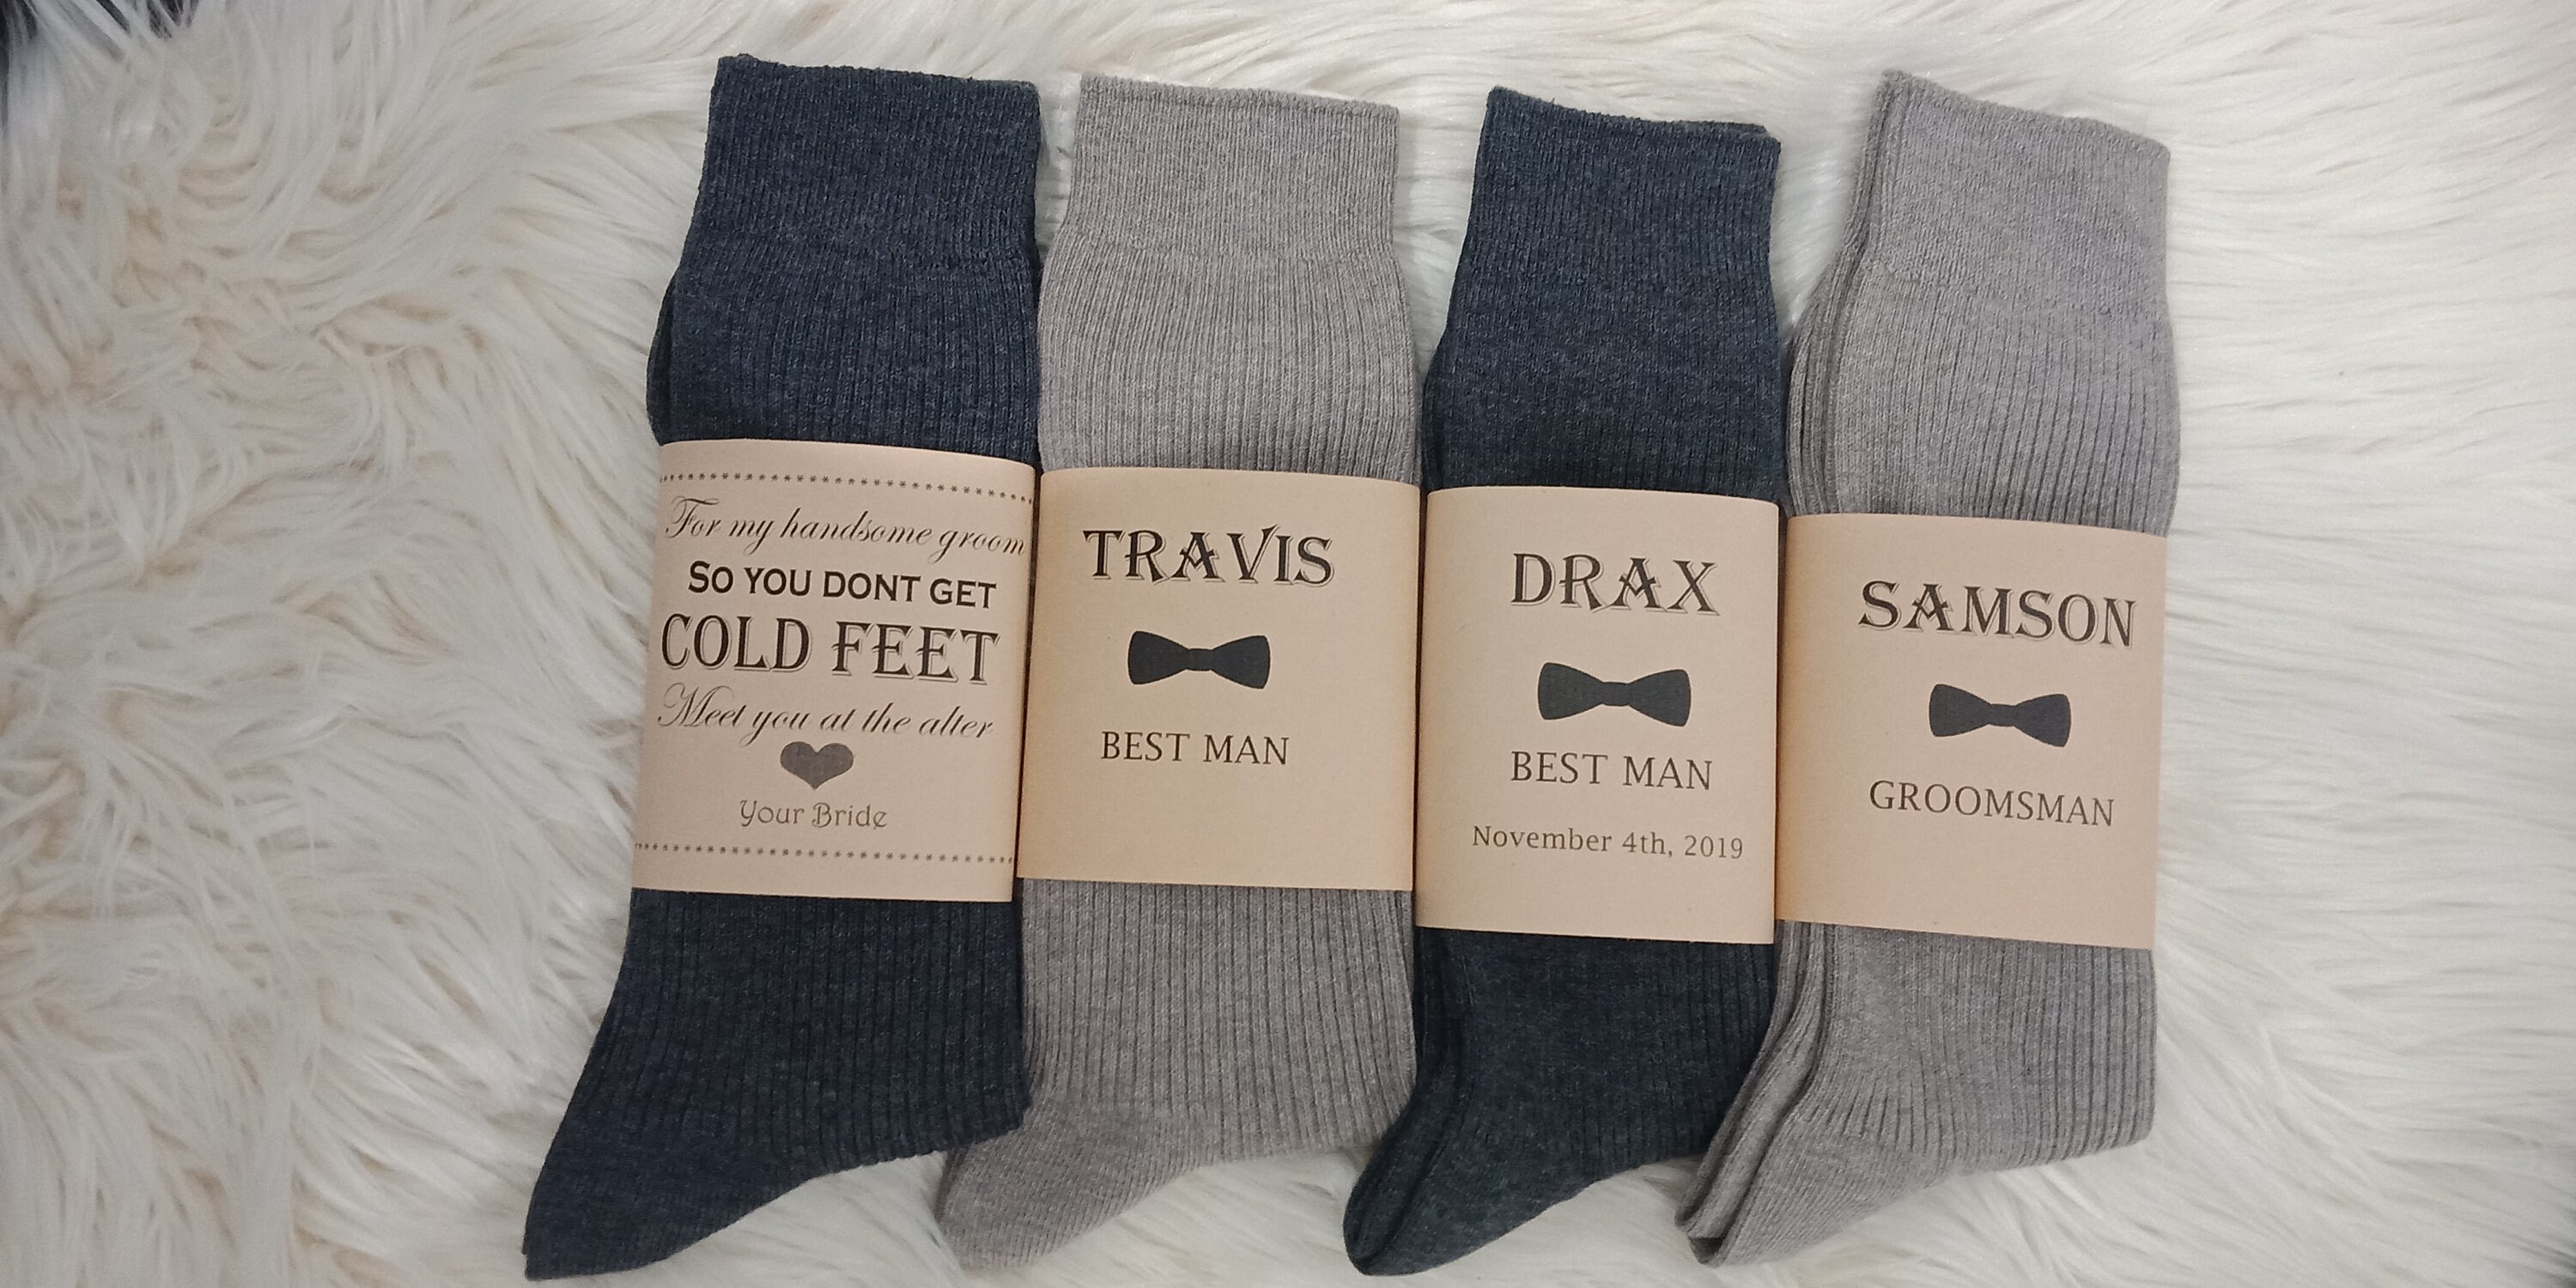 For my handsome groom
SO YOU DONT GET
COLD FEET
Meet you at the alter
Your Bride
TRAVIS
BEST MAN
DRAX
BEST MAN
November 4th, 2019
SAMSON
GROOMSMAN